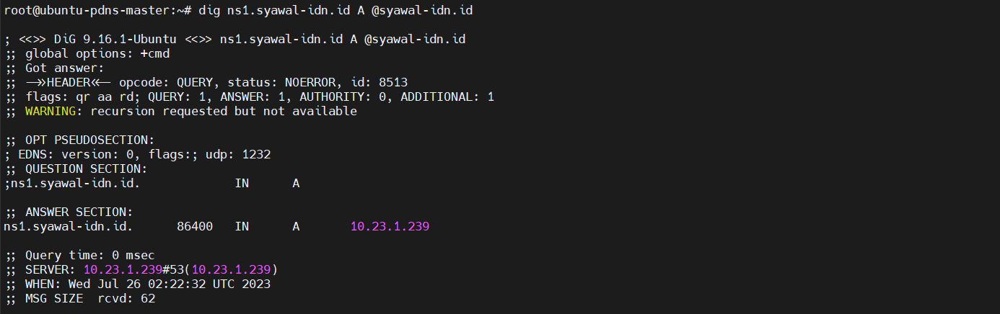 root@ubuntu-pdns-master:~# dig ns1.syawal-idn.id A @syawal-idn.id
; <<>> DiG 9.16.1-Ubuntu <<>> ns1.syawal-idn.id A @syawal-idn.id
;; global options: +cmd
;; Got answer:
;; ->>HEADER<<- opcode: QUERY, status: NOERROR, id: 8513
;; flags: qr aa rd; QUERY: 1, ANSWER: 1, AUTHORITY: 0, ADDITIONAL: 1
;; WARNING: recursion requested but not available
;; OPT PSEUDOSECTION:
; EDNS: version: 0, flags:; udp: 1232
;; QUESTION SECTION:
;ns1.syawal-idn.id. IN A
;; ANSWER SECTION:
ns1.syawal-idn.id. 86400 IN A 10.23.1.239
;; Query time: 0 msec
;; SERVER: 10.23.1.239#53(10.23.1.239)
;; WHEN: Wed Jul 26 02:22:32 UTC 2023
;; MSG SIZE rcvd: 62